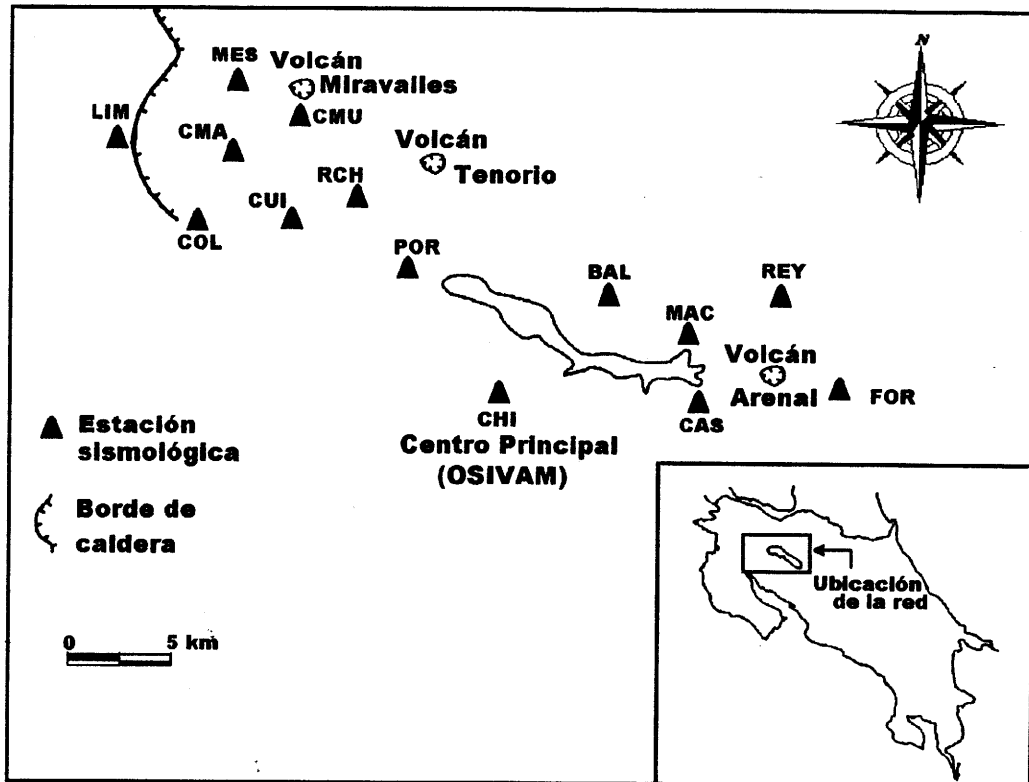 N
MES
Volcán
Miravalles
LIM
CMU
CMA
Volcán
Tenorio
RCH
CUI
COL
POR
BAL
REY
MAC
Volcán
Arenal
FOR
CAS
CHI
Centro Principal
(OSIVAM)
Estación
sismológica
Borde de
caldera
0 5 km
Ubicación
de la red